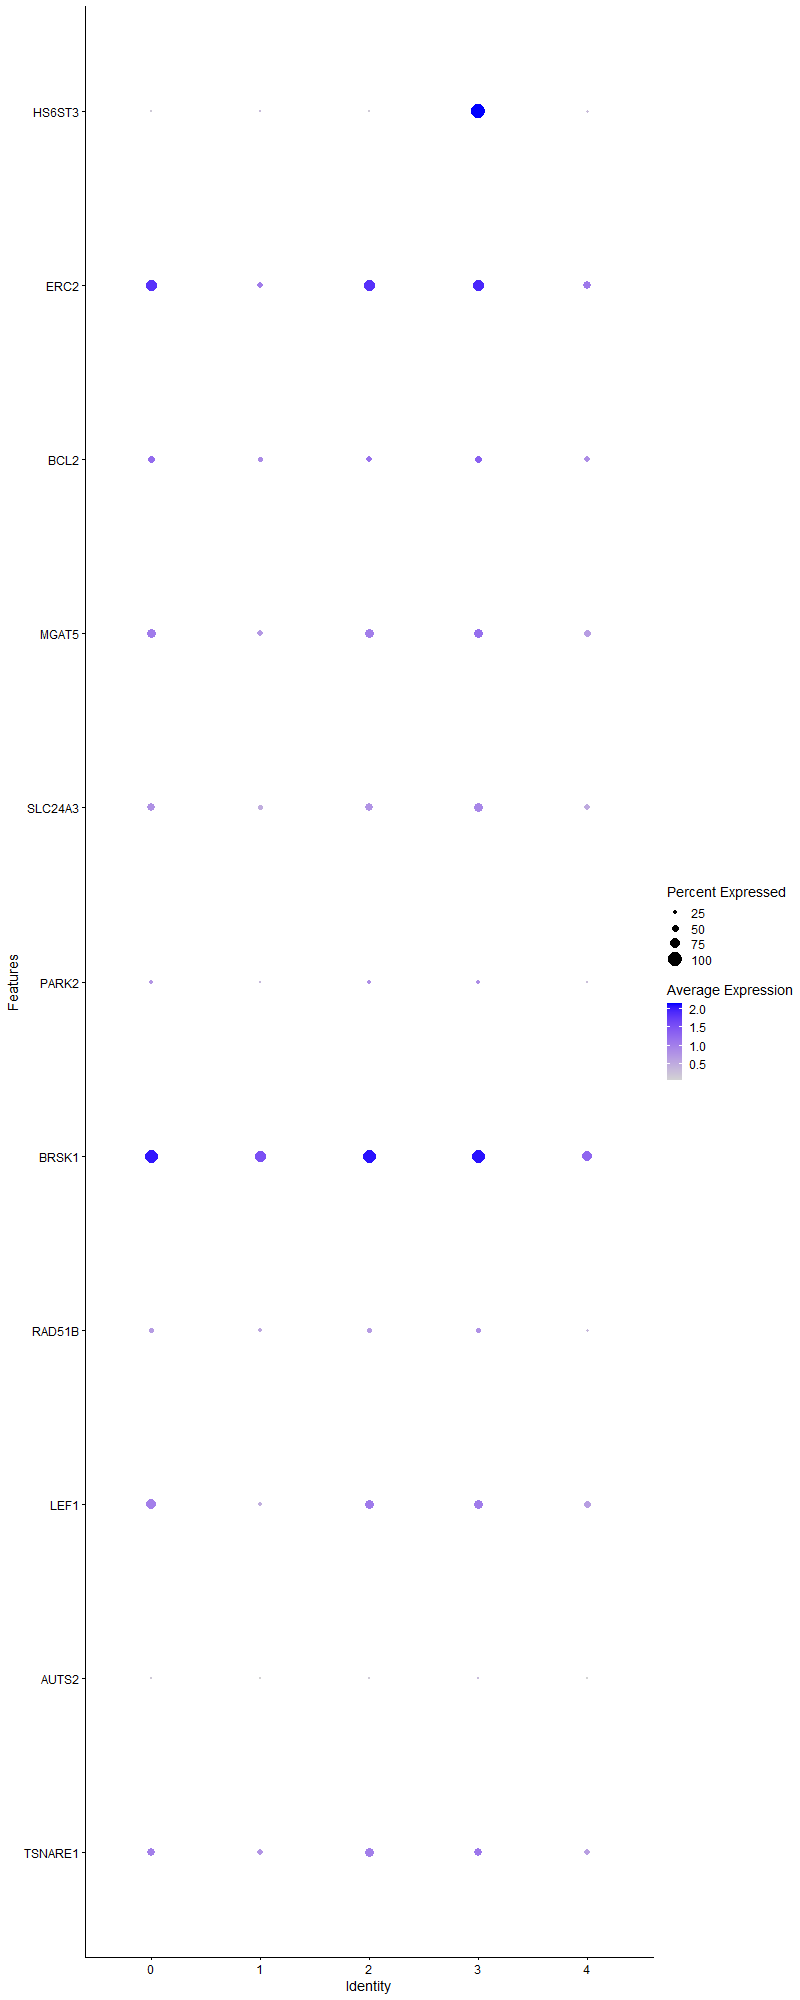 HS6ST3
ERC2
BCL2
MGAT5
SLC24A3
PARK2
BRSK1
RAD51B
LEF1
AUTS2
TSNARE1
Features
0 1 2 3 4
Identity
Percent Expressed
25
50
75
100
Average Expression
2.0
1.5
1.0
0.5